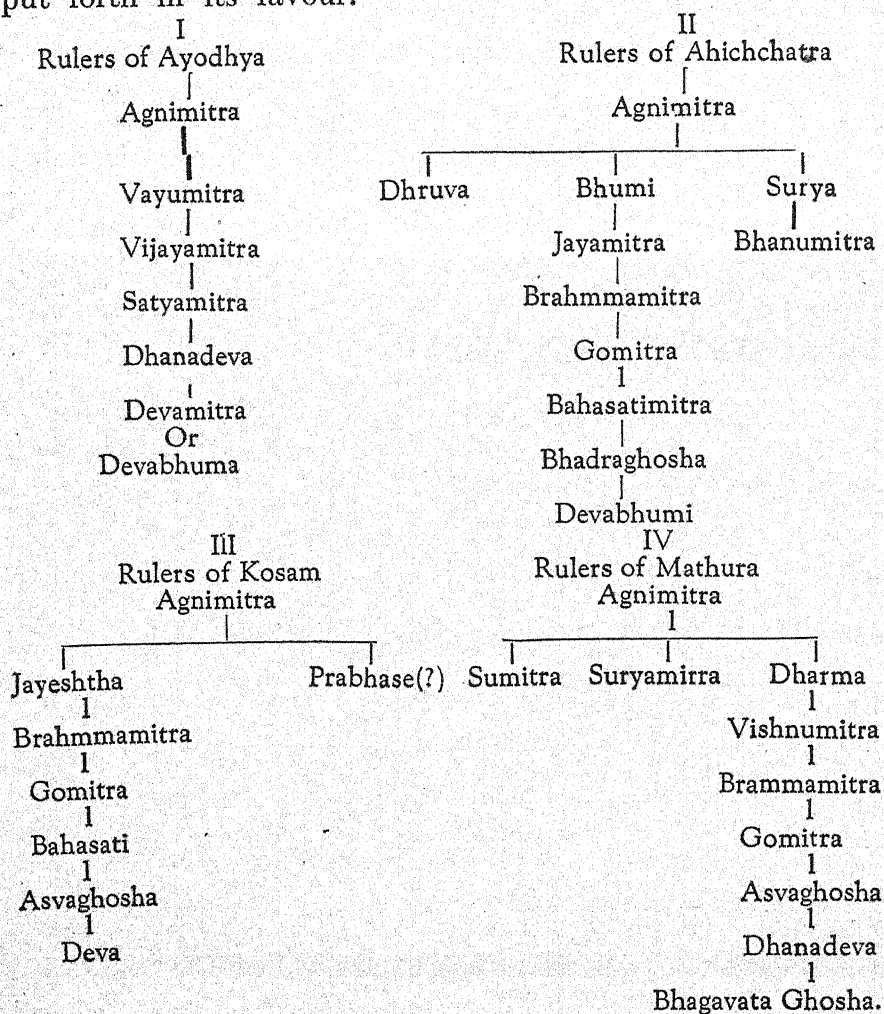 put forth in its favour.
I
Rulers of Ayodhya
Agnimitra
Vayumitra
Vijayamitra
Satyamitra
Dhanadeva
Devamitra
Or
Devabhuma
II
Rulers of Ahichchatra
Agnimitra
Dhruva Bhumi Surya
Jayamitra Bhanumitra
Brahmmamitra
Gomitra
Bahasatimitra
Bhadraghosha
Devabhumi
III
Rulers of Kosam
Agnimitra
Jayeshtha Prabhase(?)
Brahmmamitra
Gomitra
Bahasati
Asvaghosha
Deva
IV
Rulers of Mathura
Agnimitra
Sumitra Suryamirra Dharma
Vishnumitra
Brammamitra
Gomitra
Asvaghosha
Dhanadeva
Bhagavata Ghosha.